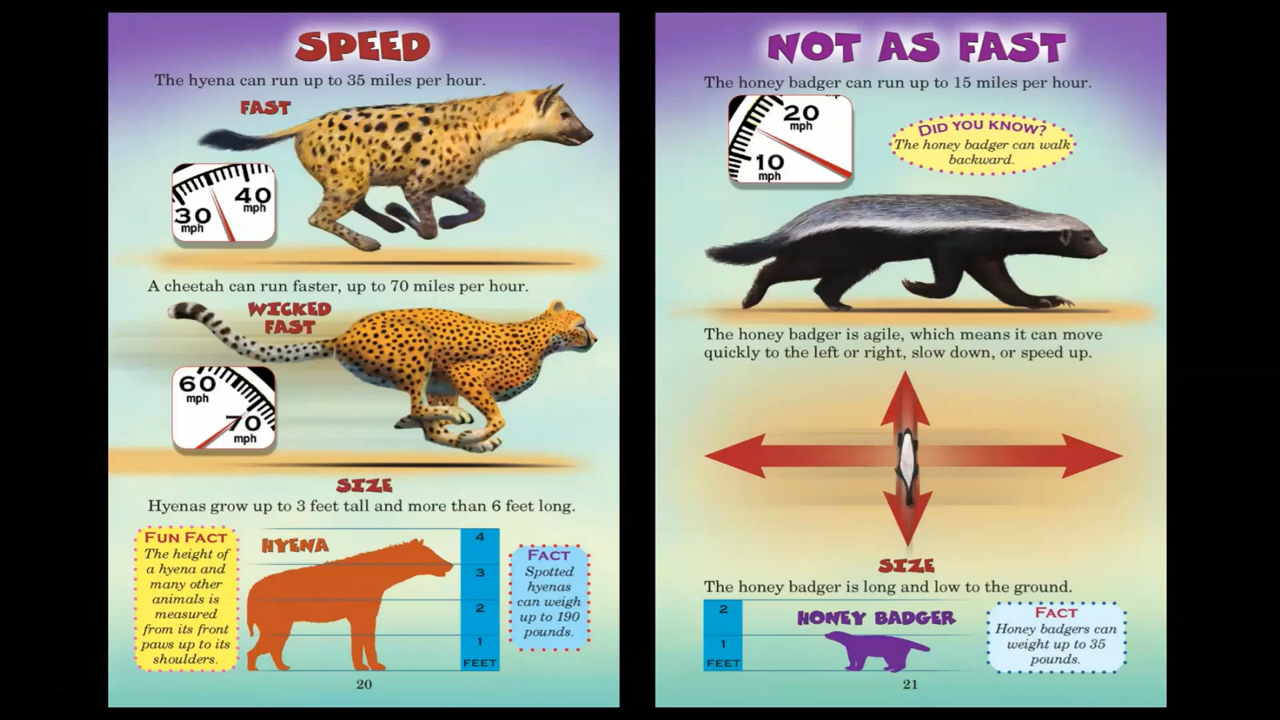 SPEED
The hyena can run up to 35 miles per hour.
FAST
30
mph
40
mph
A cheetah can run faster, up to 70 miles per hour.
WICKED
FAST
60
mph
70
mph
SIZE
Hyenas grow up to 3 feet tall and more than 6 feet long.
FUN FACT
The height of
a hyena and
many other
animals is
measured
from its front
paws up to its
shoulders.
HYENA
4
3
2
1
FEET
FACT
Spotted
hyenas
can weigh
up to 190
pounds.
20
NOT AS FAST
The honey badger can run up to 15 miles per hour.
20
mph
10
mph
DID YOU KNOW?
The honey badger can walk
backward.
The honey badger is agile, which means it can move
quickly to the left or right, slow down, or speed up.
SIZE
The honey badger is long and low to the ground.
2
1
FEET
HONEY BADGER
FACT
Honey badgers can
weight up to 35
pounds.
21